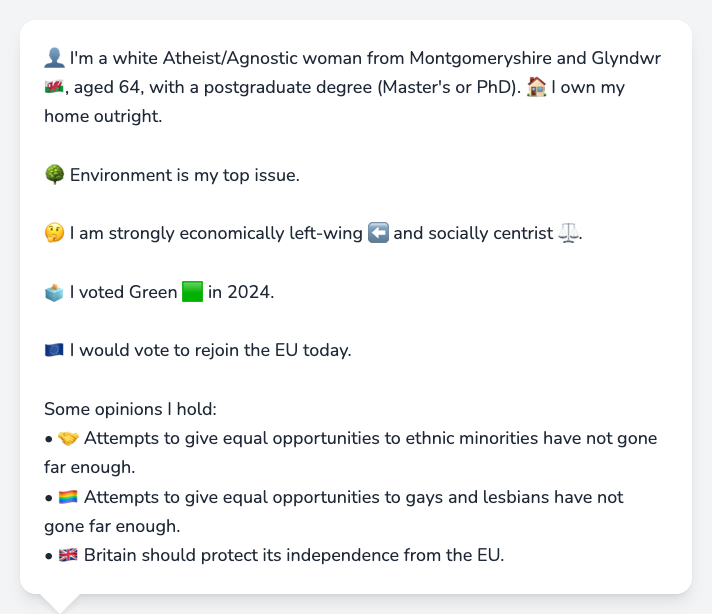 👤 I'm a white Atheist/Agnostic woman from Montgomeryshire and Glyndwr
🏴󠁧󠁢󠁷󠁬󠁳󠁿, aged 64, with a postgraduate degree (Master's or PhD). 🏠 I own my
home outright.
🌳 Environment is my top issue.
🤔 I am strongly economically left-wing ⬅️ and socially centrist ⚖️.
🗳️ I voted Green 🟩 in 2024.
🇪🇺 I would vote to rejoin the EU today.
Some opinions I hold:
• 🤝 Attempts to give equal opportunities to ethnic minorities have not gone
far enough.
• 🏳️‍🌈 Attempts to give equal opportunities to gays and lesbians have not
gone far enough.
• 🇬🇧 Britain should protect its independence from the EU.